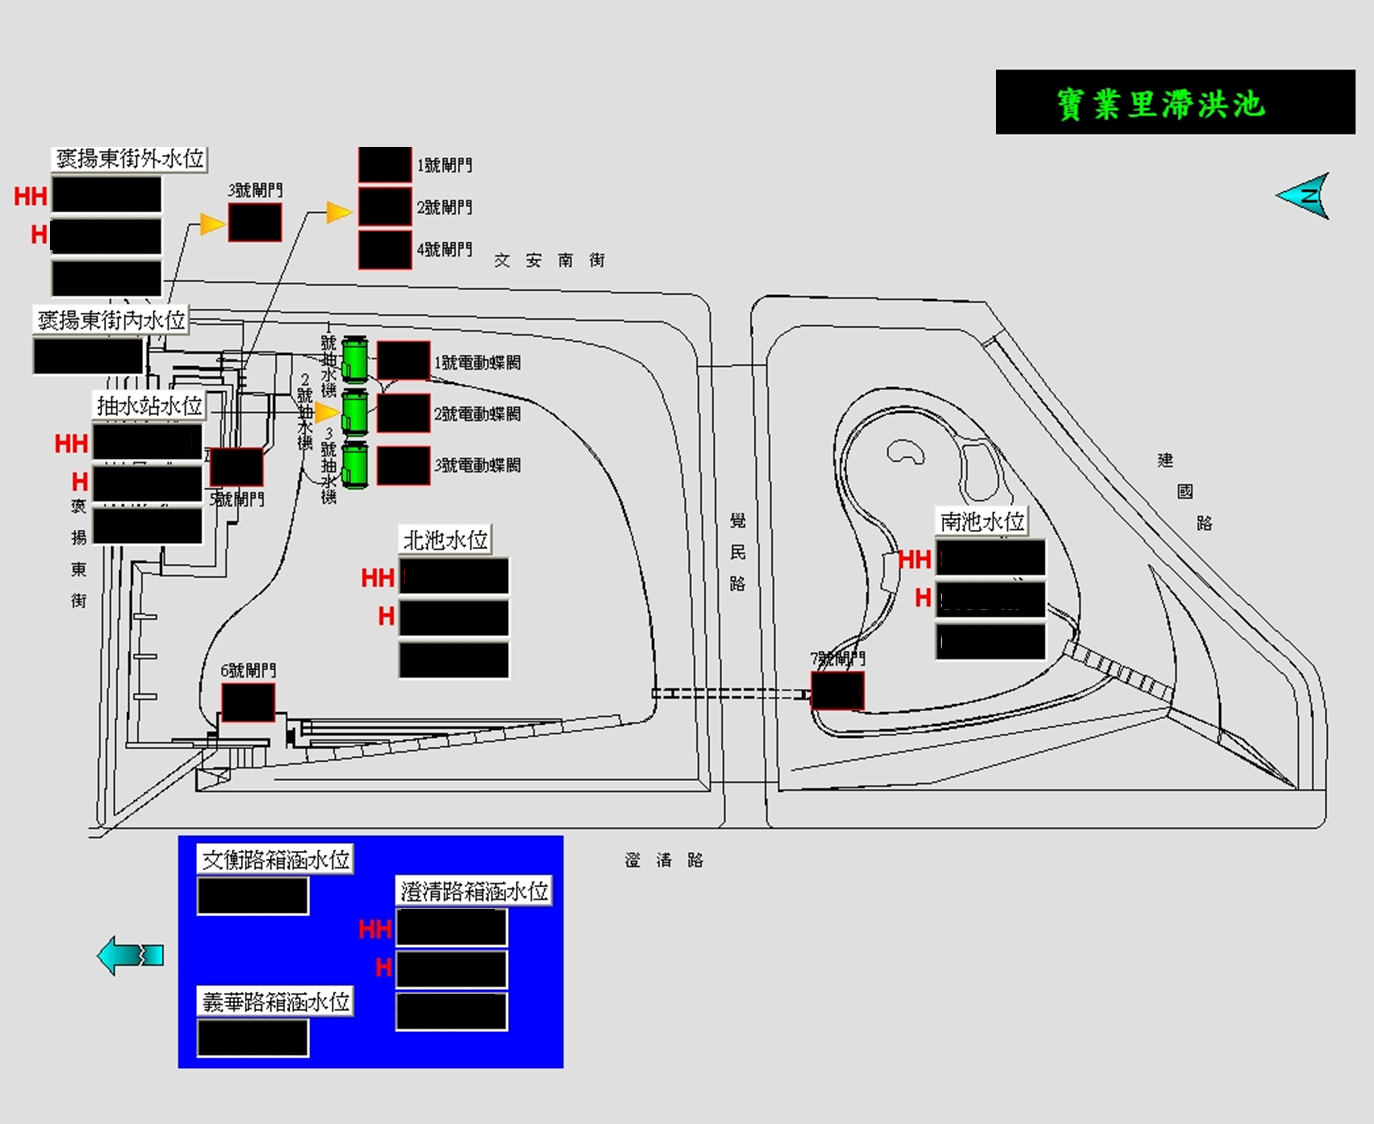 寶業里滯洪池
N
褒揚東街外水位
HH
H
3號閘門
1號閘門
2號閘門
4號閘門
文安南街
褒揚東街內水位
1號抽水機
1號電動蝶閥
2號抽水機
2號電動蝶閥
3號抽水機
3號電動蝶閥
抽水站水位
HH
H
5號閘門
褒揚東街
北池水位
HH
H
覺民路
建國路
南池水位
HH
H
6號閘門
7號閘門
澄清路
文衡路箱涵水位
澄清路箱涵水位
HH
H
義華路箱涵水位